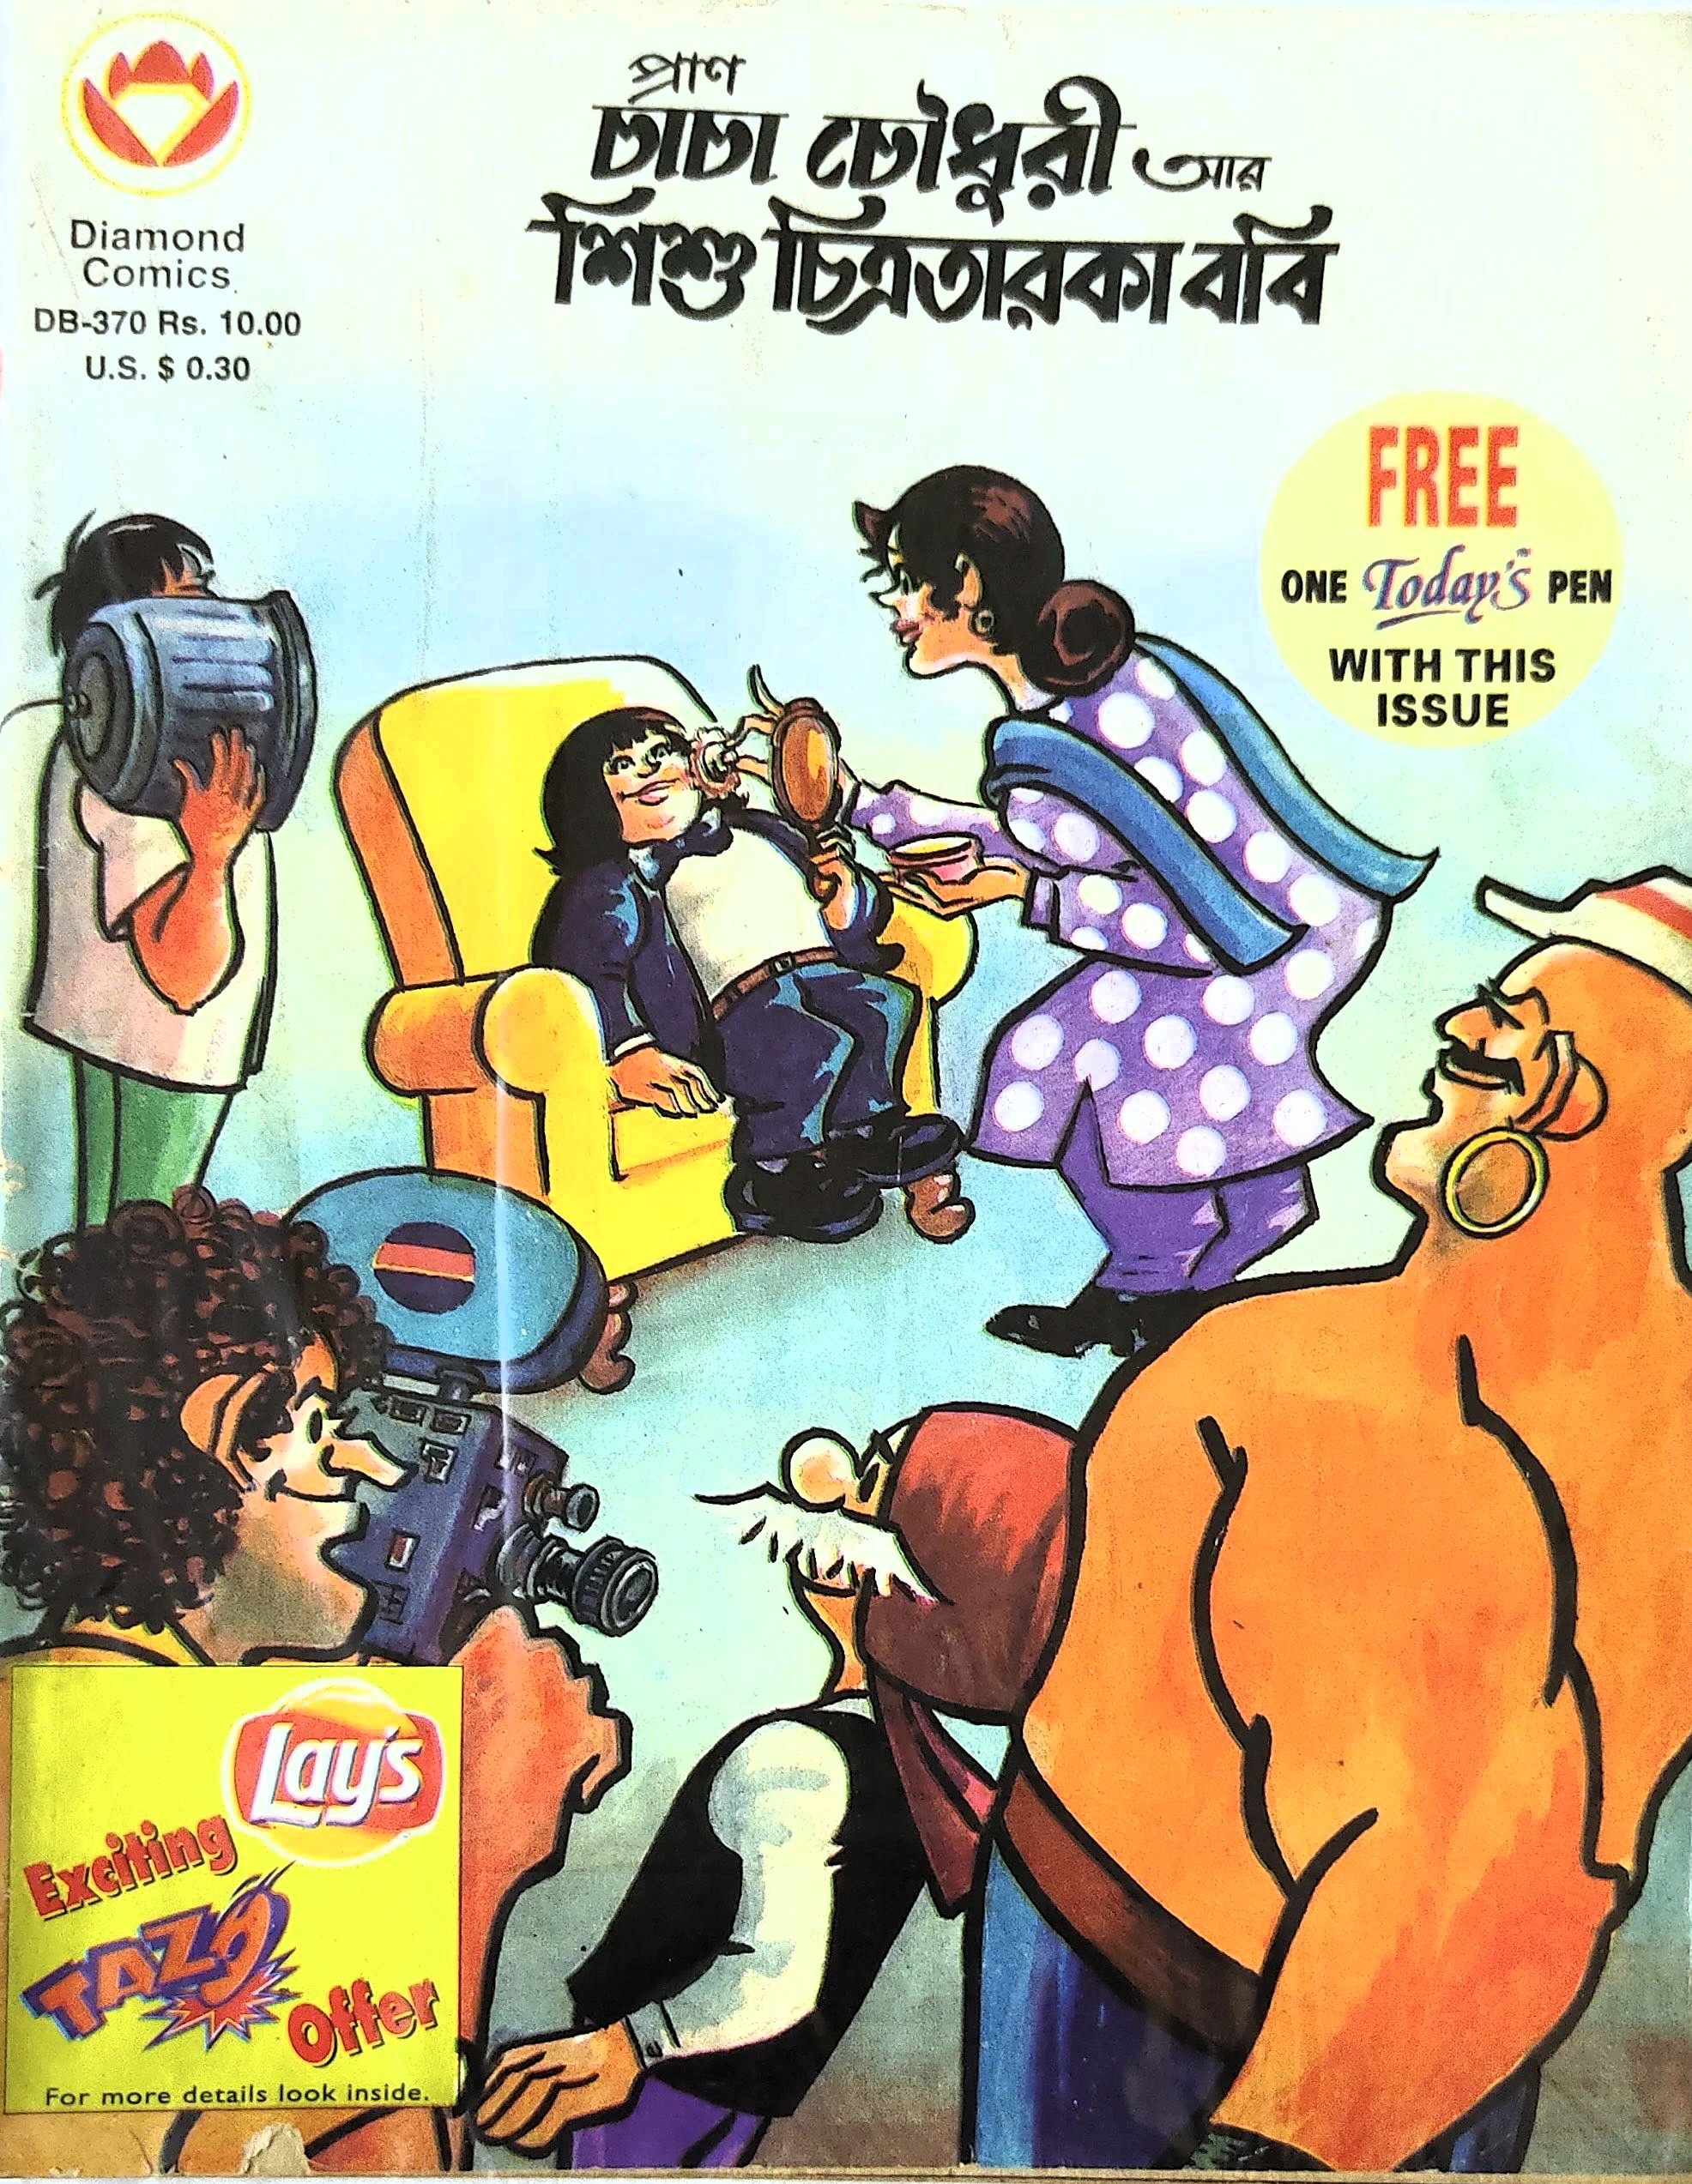 প্রাণ
চাচা চৌধুরী আর
শিশু চিত্রতারকা ববি
Diamond
Comics
DB-370 Rs. 10.00
U.S. $ 0.30
FREE
ONE Today's PEN
WITH THIS
ISSUE
Lay's
Exciting
TAZO
Offer
For more details look inside.